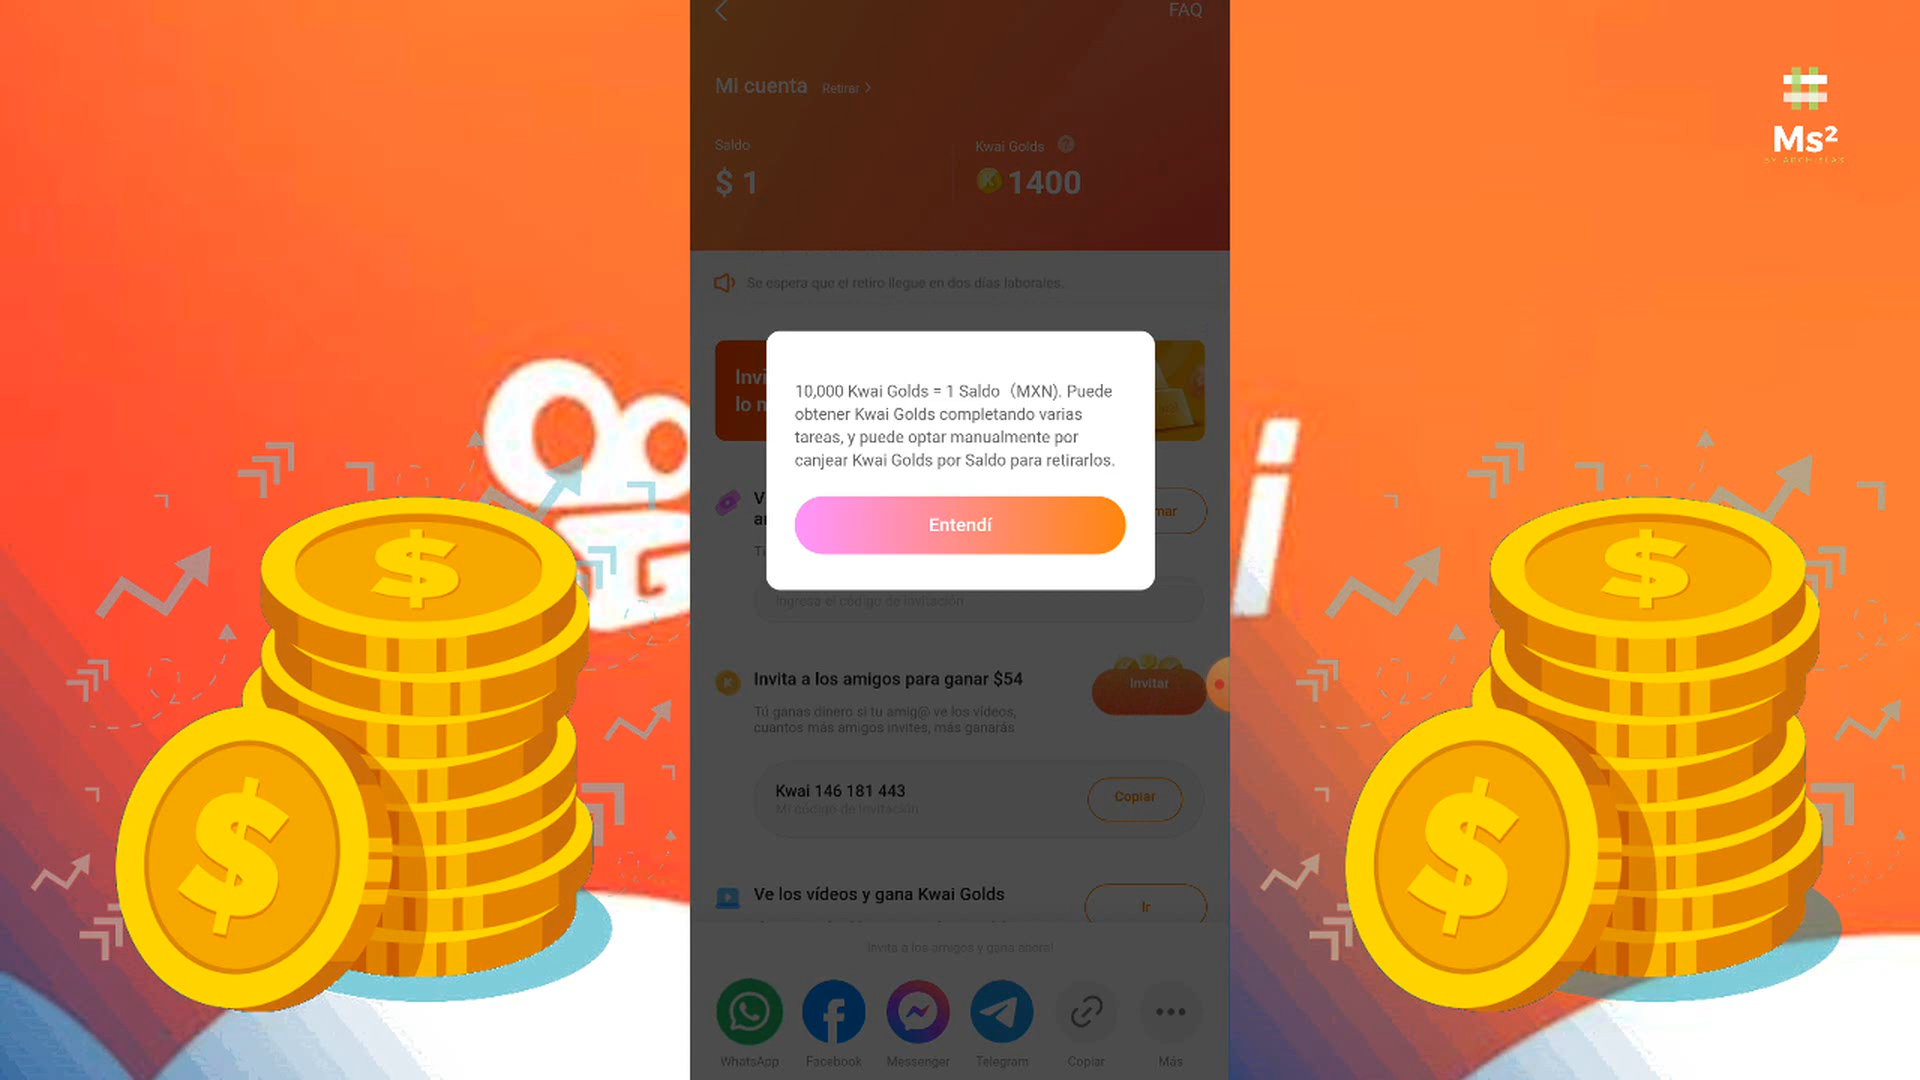 FAQ
Mi cuenta Retirar >
Saldo
Kwai Golds ?
$ 1
K 1400
Se espera que el retiro llegue en dos días laborales.
Invi
lo n
10,000 Kwai Golds = 1 Saldo (MXN). Puede
obtener Kwai Golds completando varias
tareas, y puede optar manualmente por
canjear Kwai Golds por Saldo para retirarlos.
Entendí
mar
Ingresa el código de invitación
Invita a los amigos para ganar $54
Invitar
Tú ganas dinero si tu amig@ ve los vídeos,
cuantos más amigos invites, más ganarás
Kwai 146 181 443
Mi código de invitación
Copiar
Ve los vídeos y gana Kwai Golds
Ir
Invita a los amigos y gana ahora!
WhatsApp
Facebook
Messenger
Telegram
Copiar
Más
i
Ms²